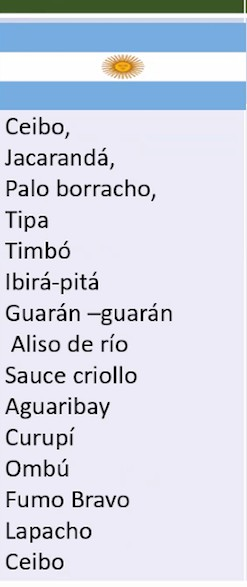 Ceibo,
Jacarandá,
Palo borracho,
Tipa
Timbó
Ibirá-pitá
Guarán –guarán
Aliso de río
Sauce criollo
Aguaribay
Curupí
Ombú
Fumo Bravo
Lapacho
Ceibo